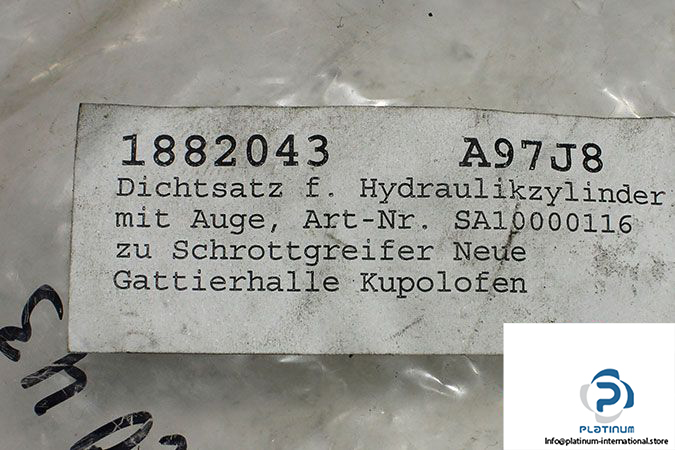 1882043 A97J8
Dichtsatz f. Hydraulikzylinder
mit Auge, Art-Nr. SA10000116
zu Schrottgreifer Neue
Gattierhalle Kupolofen
PLATINUM
Info@platinum-international.store